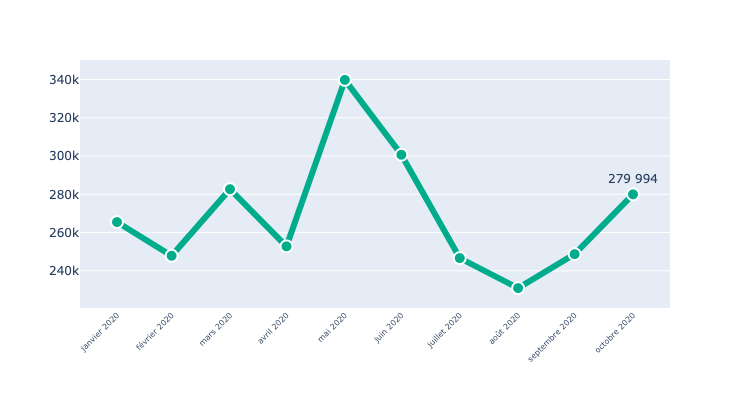 340k
320k
300k
280k
260k
240k
279 994
janvier 2020
février 2020
mars 2020
avril 2020
mai 2020
juin 2020
juillet 2020
août 2020
septembre 2020
octobre 2020